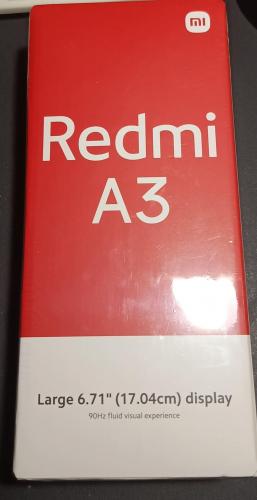 mi
Redmi
A3
Large 6.71" (17.04cm) display
90Hz fluid visual experience